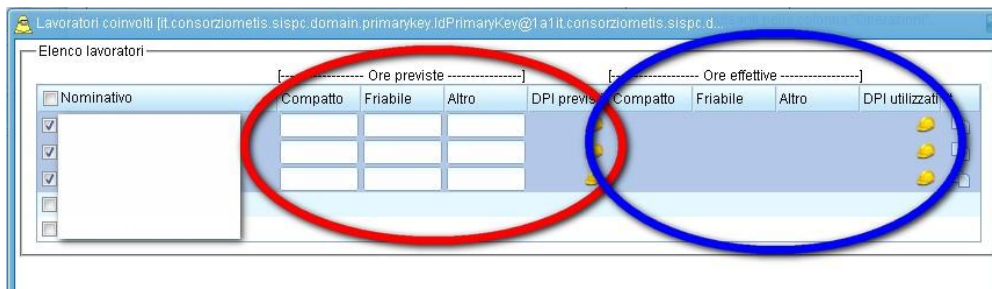 Lavoratori coinvolti [it.consorziometis.sispc.domain.primarykey.IdPrimaryKey@1a1it.consorziometis.sispc.d...
Elenco lavoratori
[------------------ Ore previste ----------------] [------------------ Ore effettive ----------------]
Nominativo Compatto Friabile Altro DPI previs Compatto Friabile Altro DPI utilizzati